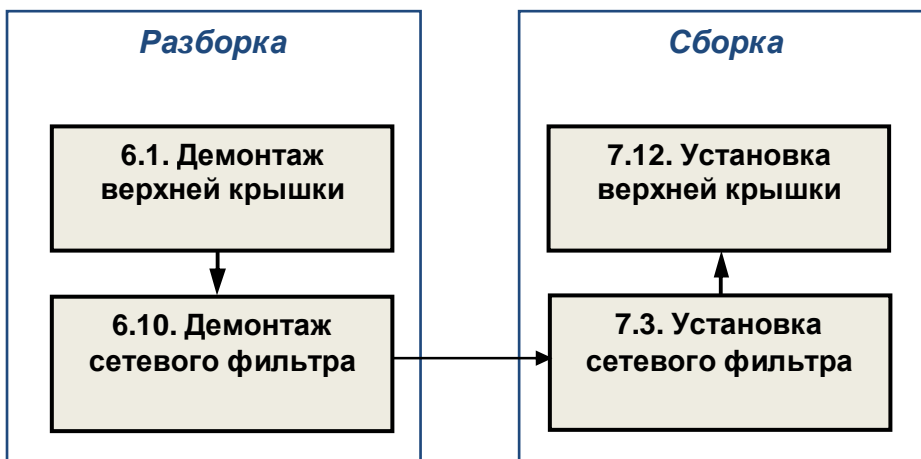 Разборка
6.1. Демонтаж
верхней крышки
6.10. Демонтаж
сетевого фильтра
Сборка
7.12. Установка
верхней крышки
7.3. Установка
сетевого фильтра